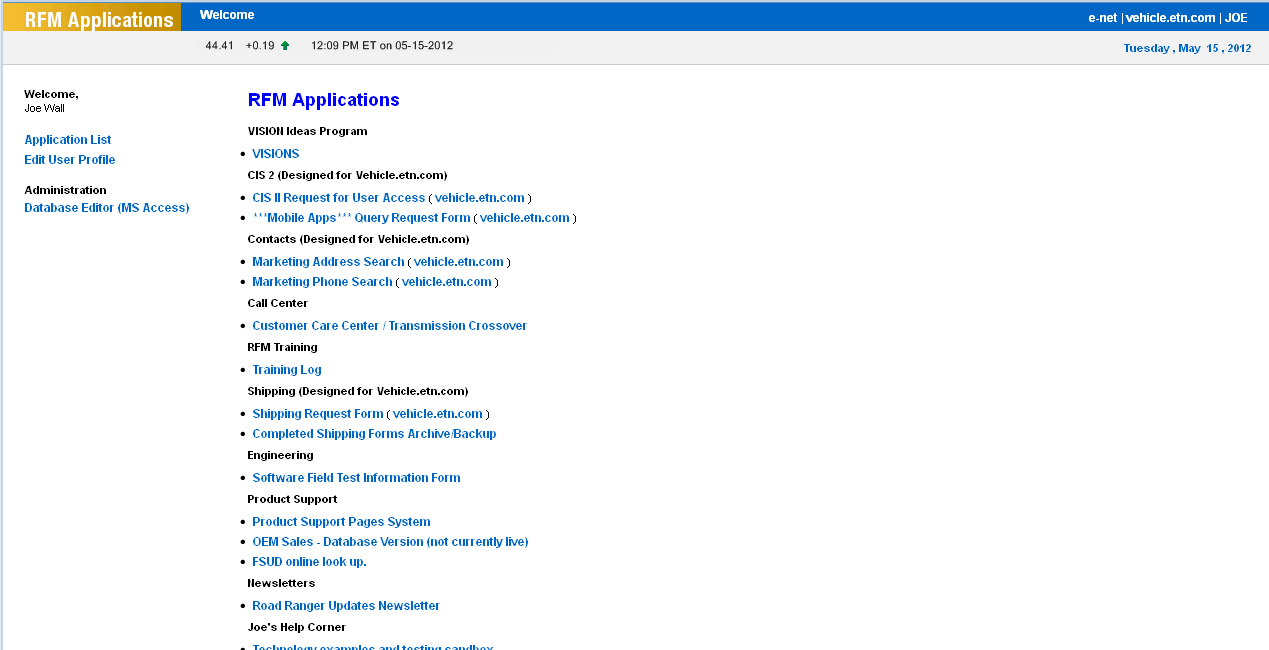 RFM Applications
Welcome
e-net | vehicle.etn.com | JOE
44.41 +0.19 12:09 PM ET on 05-15-2012
Tuesday , May 15 , 2012
Welcome,
Joe Wall
Application List
Edit User Profile
Administration
Database Editor (MS Access)
RFM Applications
VISION Ideas Program
• VISIONS
CIS 2 (Designed for Vehicle.etn.com)
• CIS II Request for User Access ( vehicle.etn.com )
• ***Mobile Apps*** Query Request Form ( vehicle.etn.com )
Contacts (Designed for Vehicle.etn.com)
• Marketing Address Search ( vehicle.etn.com )
• Marketing Phone Search ( vehicle.etn.com )
Call Center
• Customer Care Center / Transmission Crossover
RFM Training
• Training Log
Shipping (Designed for Vehicle.etn.com)
• Shipping Request Form ( vehicle.etn.com )
• Completed Shipping Forms Archive/Backup
Engineering
• Software Field Test Information Form
Product Support
• Product Support Pages System
• OEM Sales - Database Version (not currently live)
• FSUD online look up.
Newsletters
• Road Ranger Updates Newsletter
Joe's Help Corner
• Technology examples and testing sandbox